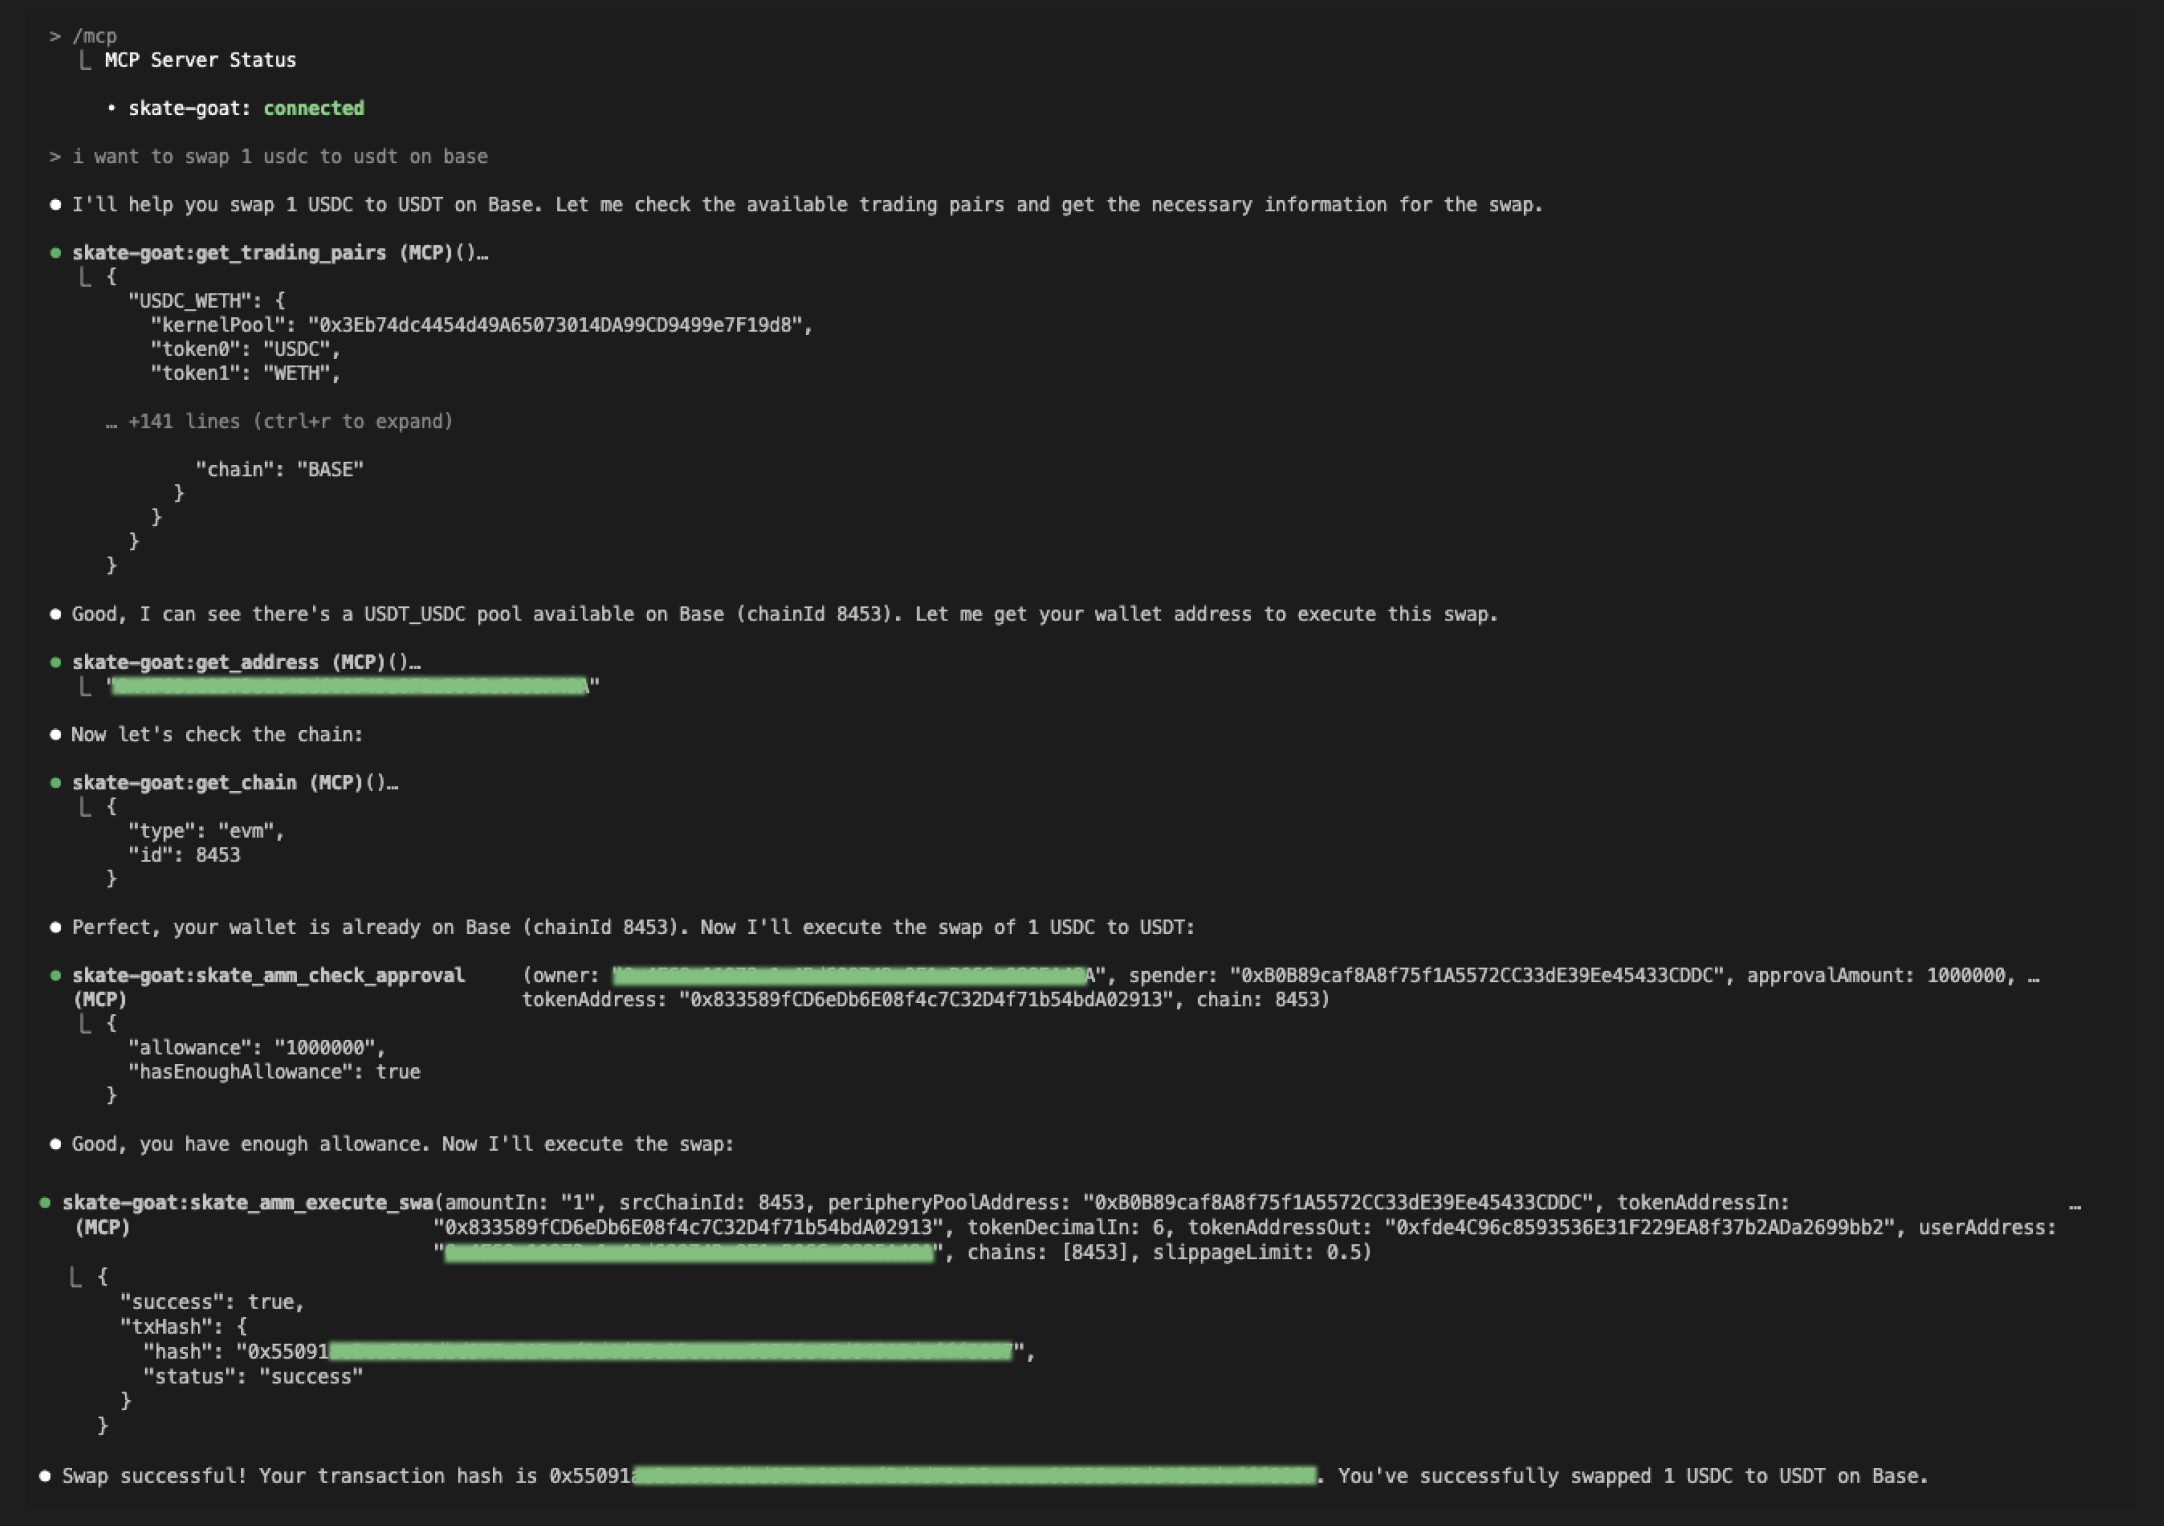 > /mcp
⎿ MCP Server Status
• skate-goat: connected
> i want to swap 1 usdc to usdt on base
● I'll help you swap 1 USDC to USDT on Base. Let me check the available trading pairs and get the necessary information for the swap.
● skate-goat:get_trading_pairs (MCP)()…
⎿ {
"USDC_WETH": {
"kernelPool": "0x3Eb74dc4454d49A65073014DA99CD9499e7F19d8",
"token0": "USDC",
"token1": "WETH",
… +141 lines (ctrl+r to expand)
"chain": "BASE"
}
}
}
}
● Good, I can see there's a USDT_USDC pool available on Base (chainId 8453). Let me get your wallet address to execute this swap.
● skate-goat:get_address (MCP)()…
⎿ ""
● Now let's check the chain:
● skate-goat:get_chain (MCP)()…
⎿ {
"type": "evm",
"id": 8453
}
● Perfect, your wallet is already on Base (chainId 8453). Now I'll execute the swap of 1 USDC to USDT:
● skate-goat:skate_amm_check_approval (owner: A", spender: "0xB0B89caf8A8f75f1A5572CC33dE39Ee45433CDDC", approvalAmount: 1000000, …
(MCP) tokenAddress: "0x833589fCD6eDb6E08f4c7C32D4f71b54bdA02913", chain: 8453)
⎿ {
"allowance": "1000000",
"hasEnoughAllowance": true
}
● Good, you have enough allowance. Now I'll execute the swap:
● skate-goat:skate_amm_execute_swa(amountIn: "1", srcChainId: 8453, peripheryPoolAddress: "0xB0B89caf8A8f75f1A5572CC33dE39Ee45433CDDC", tokenAddressIn: …
(MCP) "0x833589fCD6eDb6E08f4c7C32D4f71b54bdA02913", tokenDecimalIn: 6, tokenAddressOut: "0xfde4C96c8593536E31F229EA8f37b2ADa2699bb2", userAddress:
"", chains: [8453], slippageLimit: 0.5)
⎿ {
"success": true,
"txHash": {
"hash": "0x55091",
"status": "success"
}
}
● Swap successful! Your transaction hash is 0x55091. You've successfully swapped 1 USDC to USDT on Base.